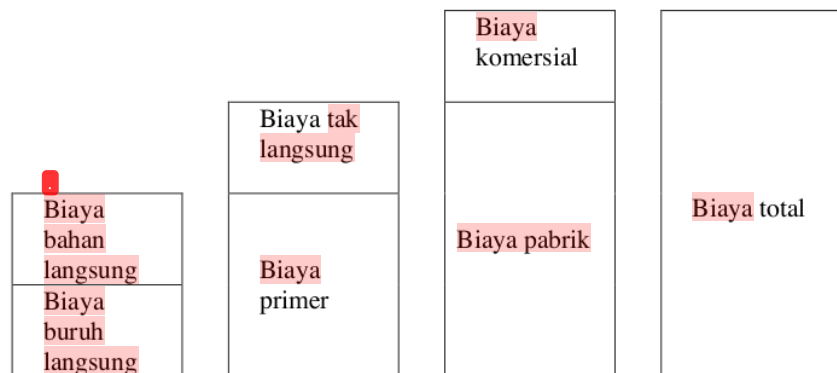 Biaya
komersial
Biaya tak
langsung
.
Biaya
bahan
langsung
Biaya
buruh
langsung
Biaya
primer
Biaya pabrik
Biaya total